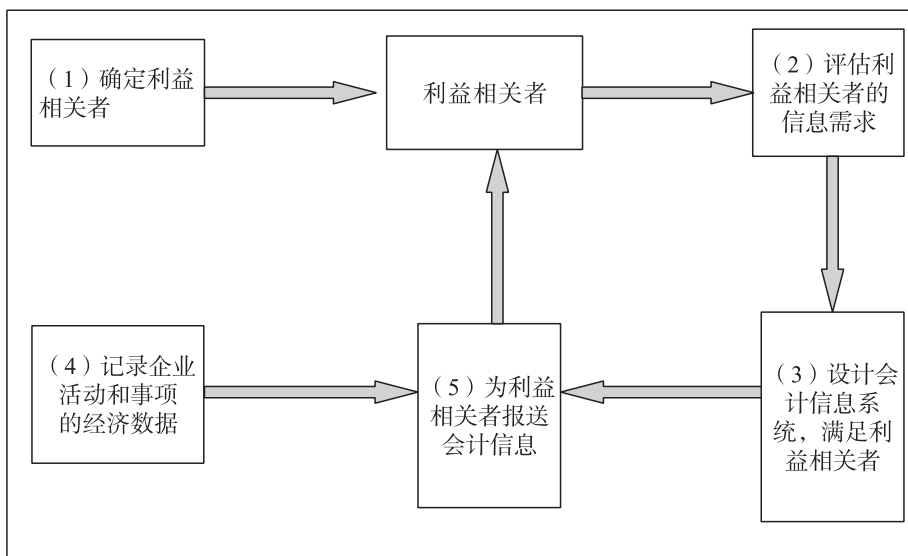 （1）确定利益
相关者
利益相关者
（2）评估利
益相关者的
信息需求
（4）记录企业
活动和事项
的经济数据
（5）为利益
相关者报送
会计信息
（3）设计会
计信息系
统，满足利
益相关者